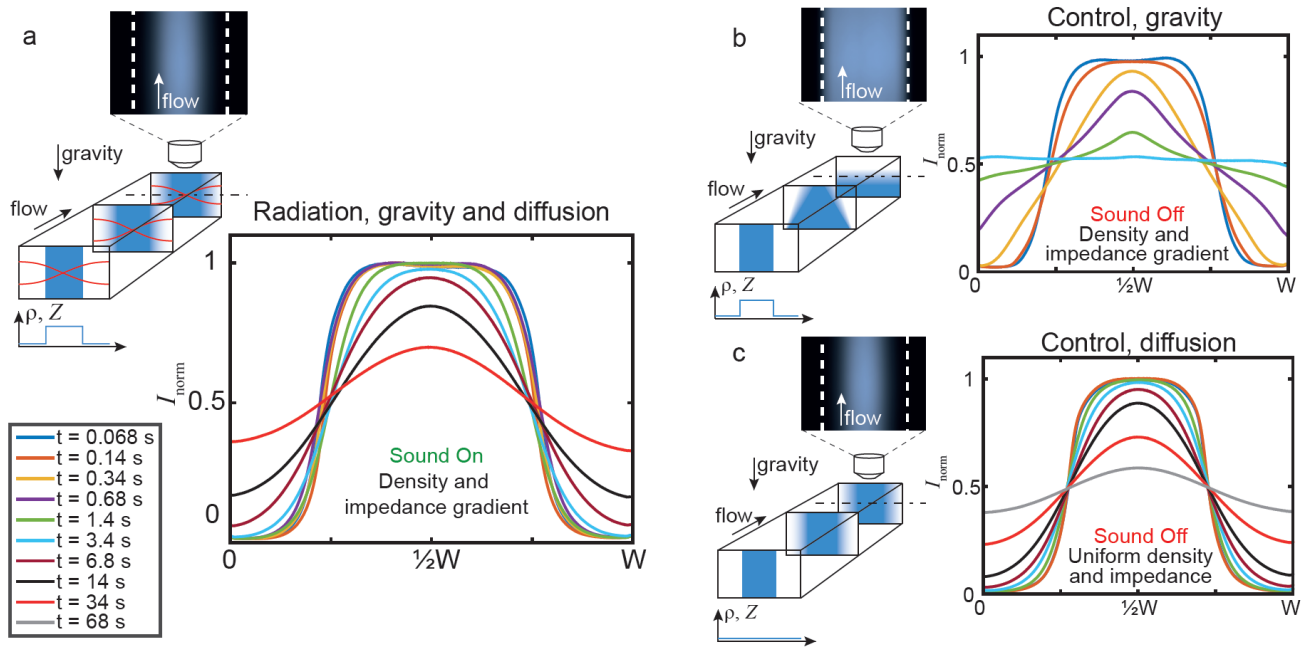 a
flow
gravity
flow
ρ, Z
Radiation, gravity and diffusion
I_norm
1
0.5
0
Sound On
Density and
impedance gradient
0
½W
W
t = 0.068 s
t = 0.14 s
t = 0.34 s
t = 0.68 s
t = 1.4 s
t = 3.4 s
t = 6.8 s
t = 14 s
t = 34 s
t = 68 s
b
flow
gravity
flow
ρ, Z
Control, gravity
I_norm
1
0.5
0
Sound Off
Density and
impedance gradient
0
½W
W
c
flow
gravity
flow
ρ, Z
Control, diffusion
I_norm
1
0.5
0
Sound Off
Uniform density
and impedance
0
½W
W